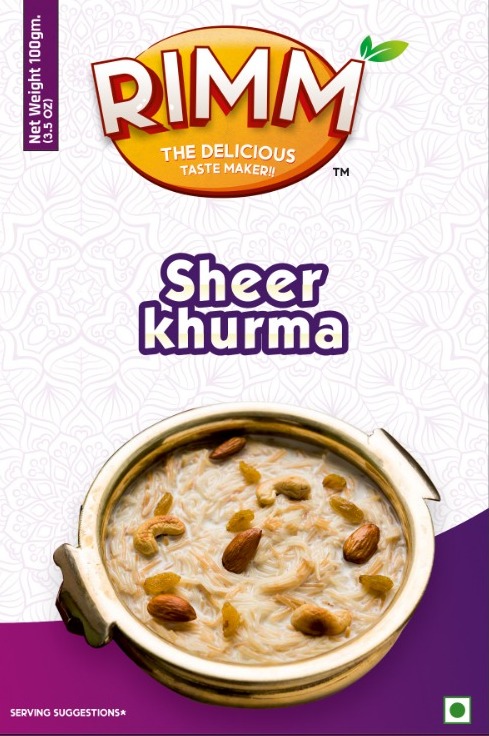 Net Weight 100gm.
(3.5 OZ)
RIMM
THE DELICIOUS
TASTE MAKER!!
TM
Sheer
khurma
SERVING SUGGESTIONS*